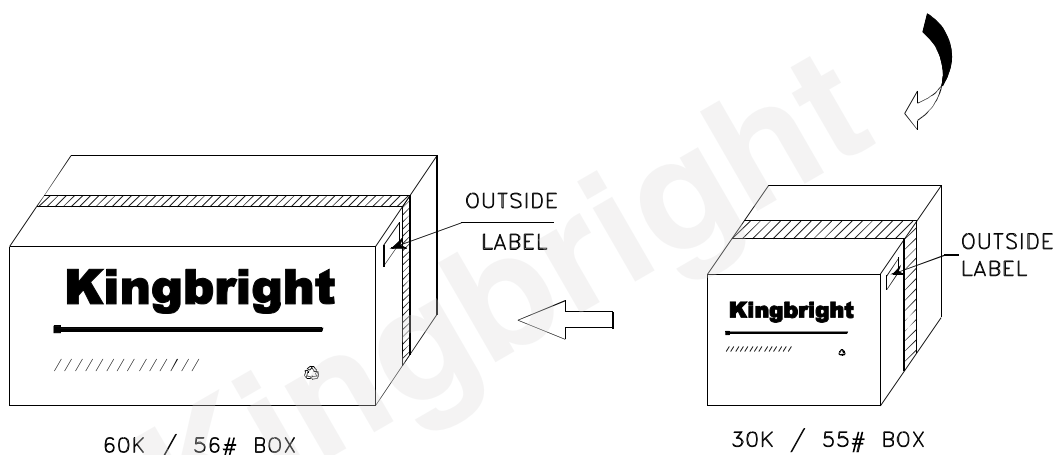 Kingbright
OUTSIDE
LABEL
Kingbright
60K / 56# BOX
OUTSIDE
LABEL
Kingbright
30K / 55# BOX